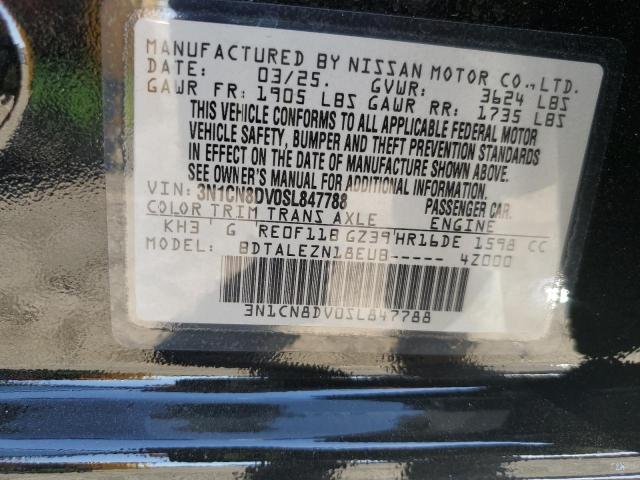 MANUFACTURED BY NISSAN MOTOR CO., LTD.
DATE: 03/25. GVWR: 3624 LBS
GAWR FR: 1905 LBS GAWR RR: 1735 LBS
THIS VEHICLE CONFORMS TO ALL APPLICABLE FEDERAL MOTOR
VEHICLE SAFETY, BUMPER AND THEFT PREVENTION STANDARDS
IN EFFECT ON THE DATE OF MANUFACTURE SHOWN ABOVE.
SEE OWNER'S MANUAL FOR ADDITIONAL INFORMATION.
VIN: 3N1CN8DV0SL847788 PASSENGER CAR.
COLOR TRIM TRANS AXLE ENGINE
KH3 G RE0F11B GZ39 HR16DE 1598 CC
BDTALEZN18EUB----- 4Z000
3N1CN8DV0SL847788